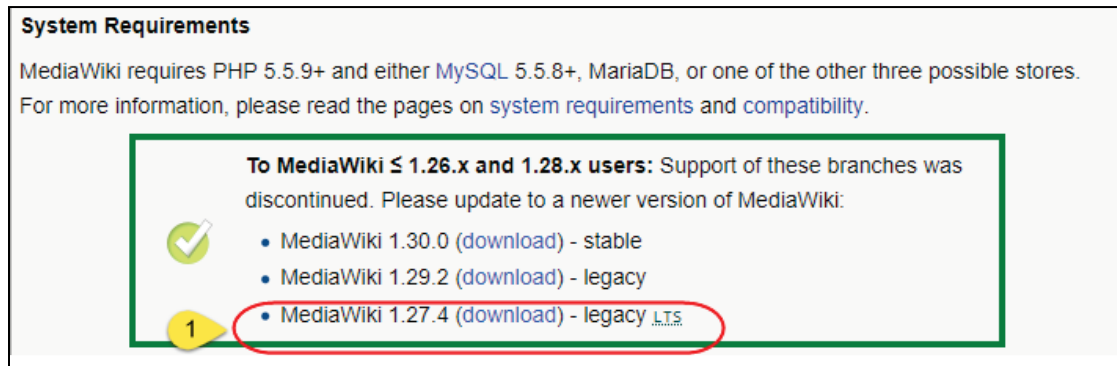 System Requirements
MediaWiki requires PHP 5.5.9+ and either MySQL 5.5.8+, MariaDB, or one of the other three possible stores.
For more information, please read the pages on system requirements and compatibility.
To MediaWiki ≤ 1.26.x and 1.28.x users: Support of these branches was
discontinued. Please update to a newer version of MediaWiki:
• MediaWiki 1.30.0 (download) - stable
• MediaWiki 1.29.2 (download) - legacy
• MediaWiki 1.27.4 (download) - legacy LTS
1